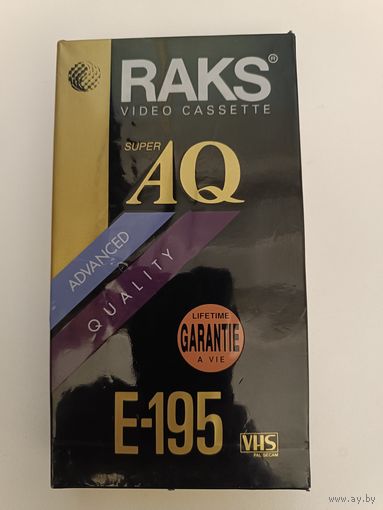 RAKS®
VIDEO CASSETTE
SUPER
AQ
ADVANCED
QUALITY
LIFETIME
GARANTIE
A VIE
E-195
VHS
PAL SECAM
www.ay.by